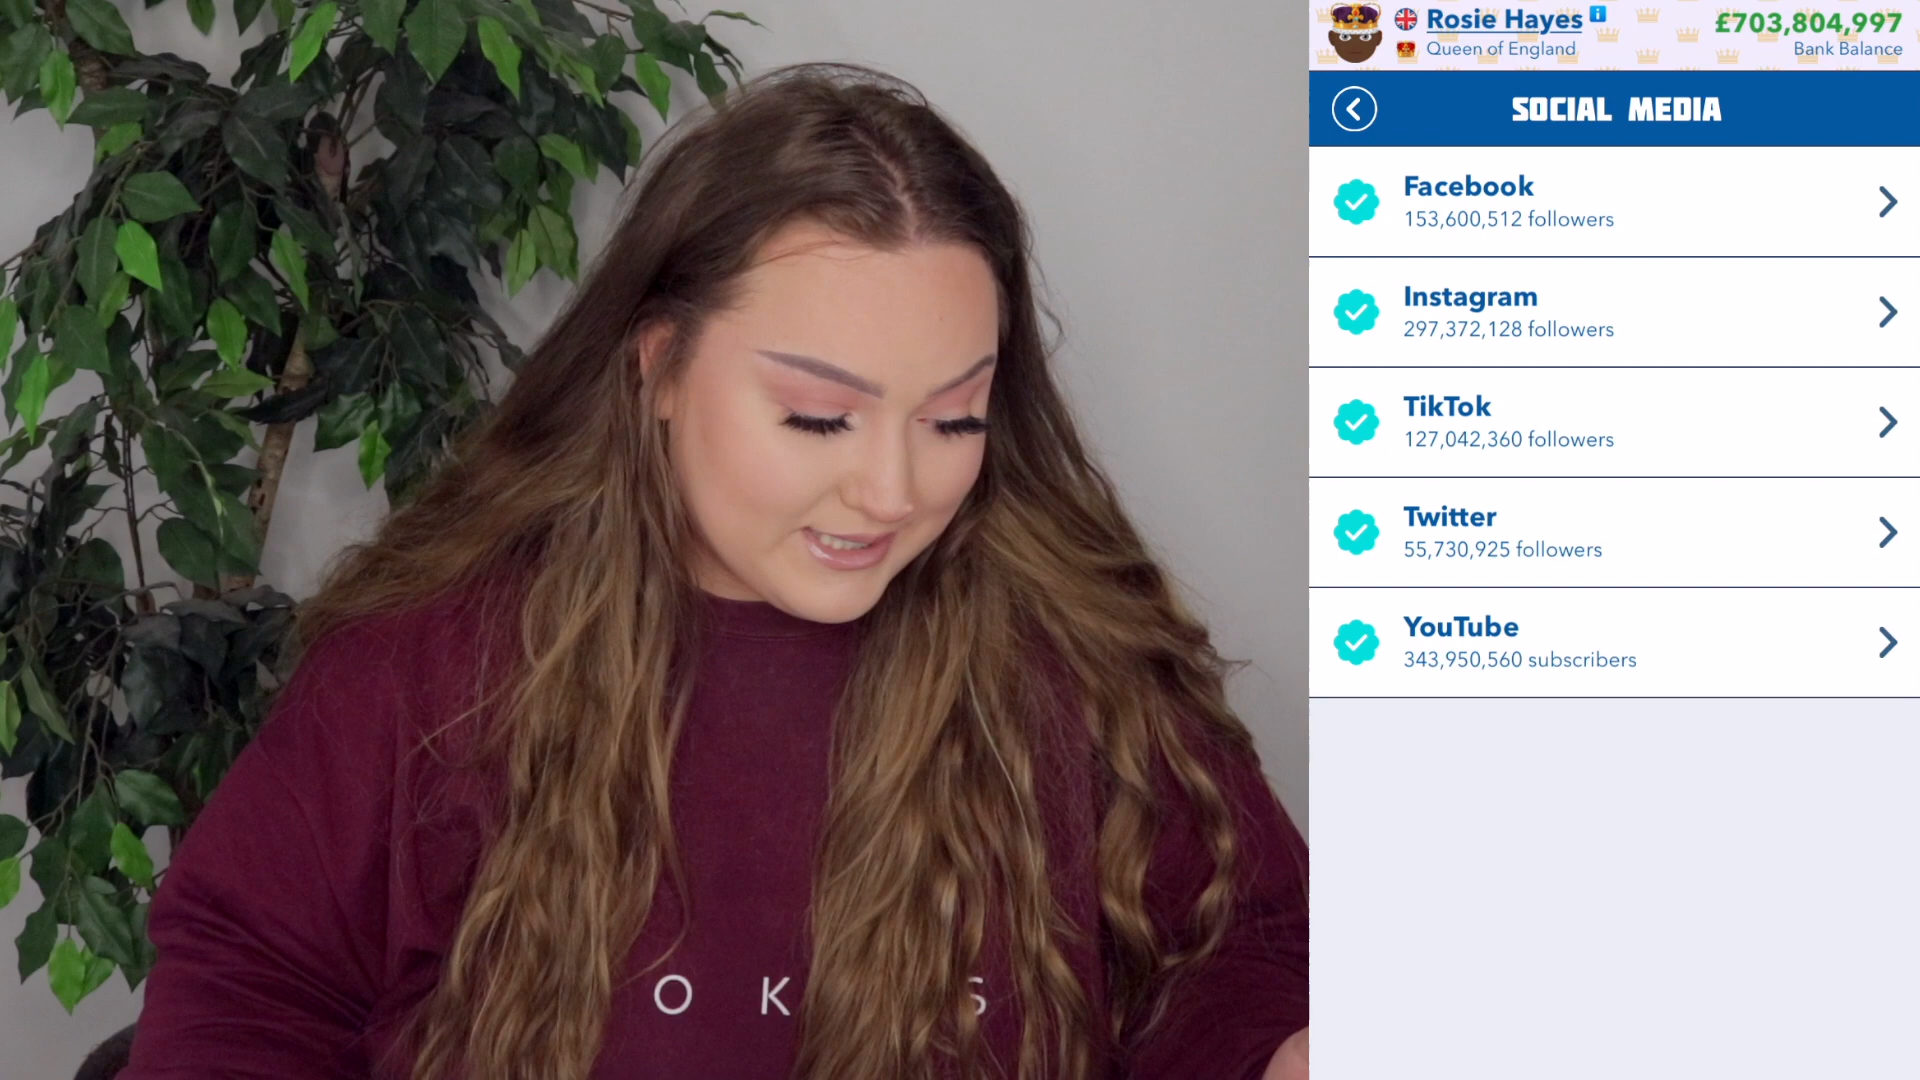 Rosie Hayes
£703,804,997
Queen of England
Bank Balance
SOCIAL MEDIA
Facebook
153,600,512 followers
Instagram
297,372,128 followers
TikTok
127,042,360 followers
Twitter
55,730,925 followers
YouTube
343,950,560 subscribers
O K S